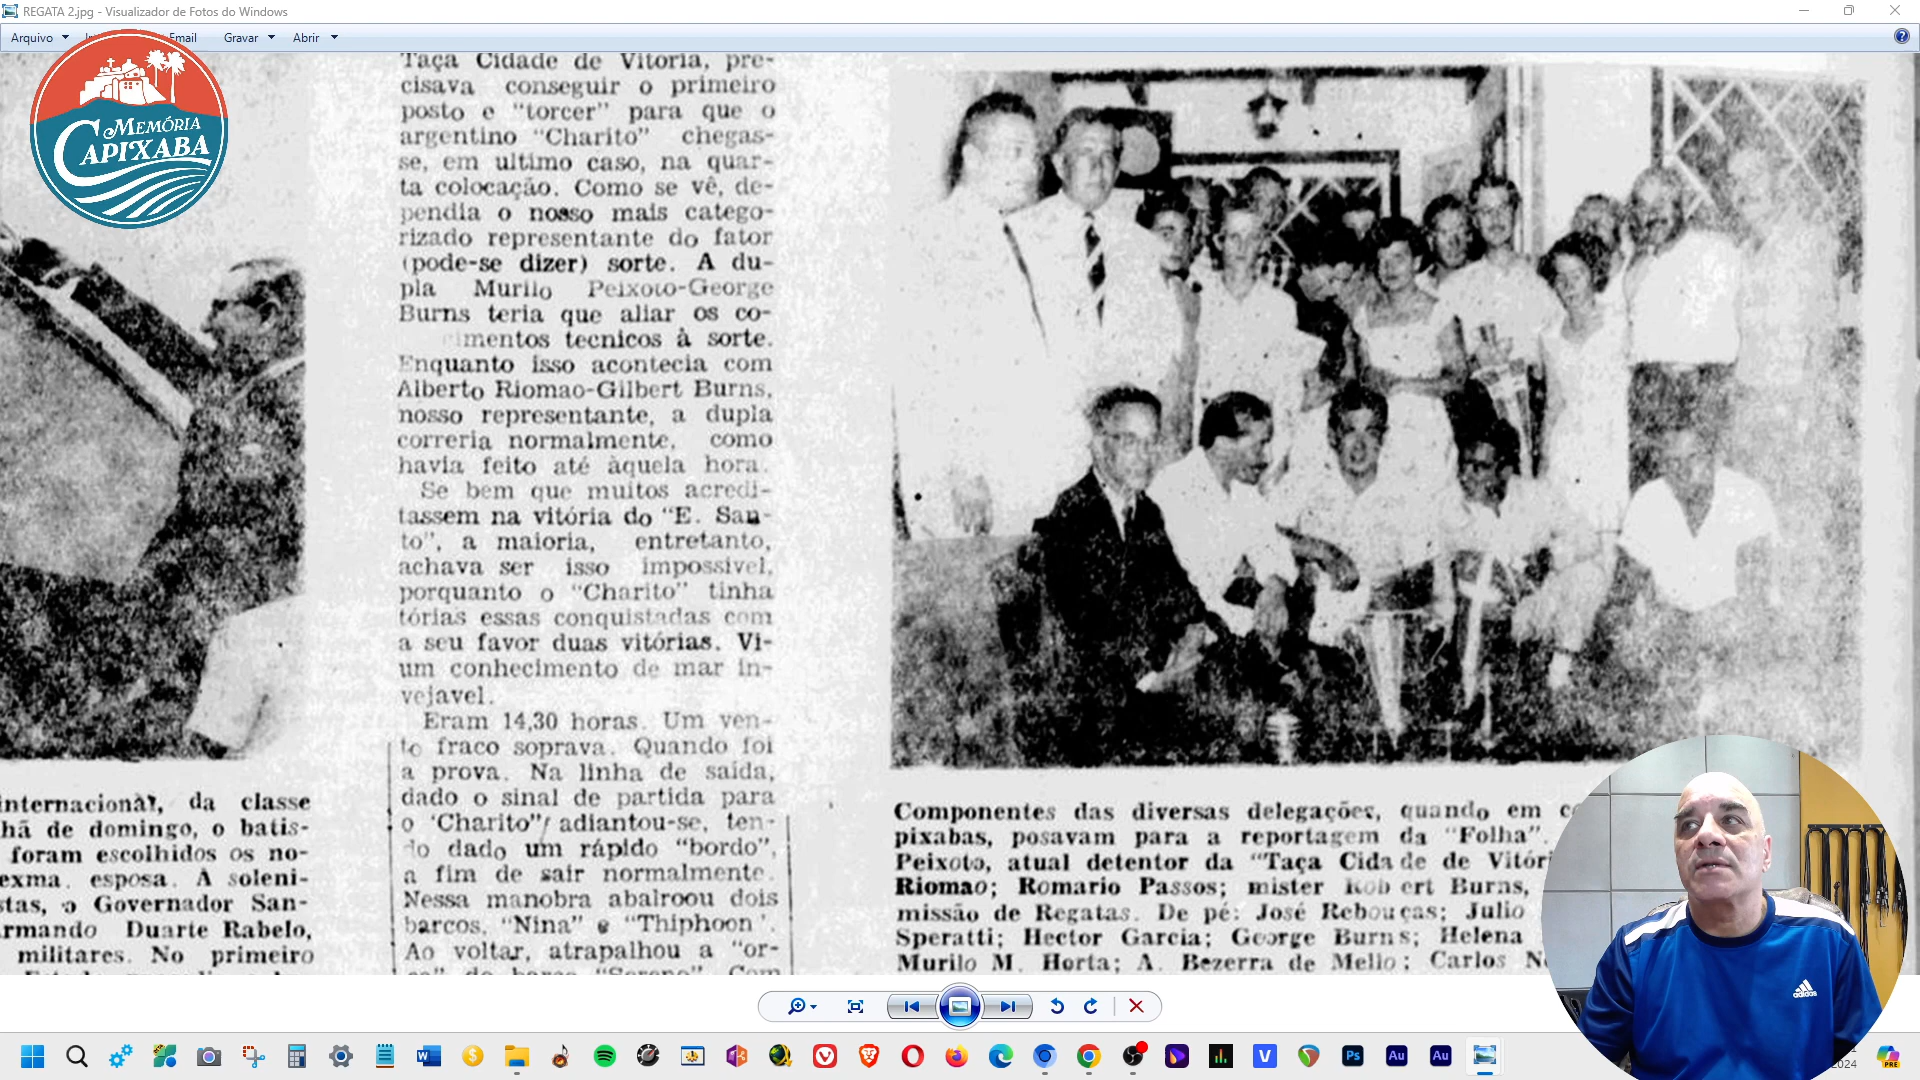 REGATA 2.jpg - Visualizador de Fotos do Windows
Arquivo
Email
Gravar
Abrir
MEMÓRIA
CAPIXABA
Taça Cidade de Vitoria, pre-
cisava conseguir o primeiro
posto e "torcer" para que o
argentino "Charito" chegas-
se, em ultimo caso, na quar-
ta colocação. Como se vê, de-
pendia o nosso mais catego-
rizado representante do fator
(pode-se dizer) sorte. A du-
pla Murilo Peixoto-George
Burns teria que aliar os co-
imentos tecnicos à sorte.
Enquanto isso acontecia com
Alberto Riomao-Gilbert Burns,
nosso representante, a dupla
correria normalmente, como
havia feito até àquela hora.
Se bem que muitos acredi-
tassem na vitória do "E. San-
to", a maioria, entretanto,
achava ser isso impossivel,
porquanto o "Charito" tinha
tórias essas conquistadas com
a seu favor duas vitórias. Vi-
um conhecimento de mar in-
vejavel.
Eram 14,30 horas. Um ven-
to fraco soprava. Quando foi
a prova. Na linha de saída,
dado o sinal de partida para
o 'Charito" adiantou-se, ten-
do dado um rápido "bordo",
a fim de sair normalmente.
Nessa manobra abalroou dois
barcos, "Nina" e "Thiphoon'.
Ao voltar, atrapalhou a "or-
internacional, da classe
hã de domingo, o batis-
foram escolhidos os no-
exma. esposa. A soleni-
stas, o Governador San-
rmando Duarte Rabelo,
militares. No primeiro
Componentes das diversas delegações, quando em c
pixabas, posavam para a reportagem da "Folha".
Peixoto, atual detentor da "Taça Cidade de Vitóri
Riomao; Romario Passos; mister Robert Burns,
missão de Regatas. De pé: José Rebouças; Julio
Speratti; Hector Garcia; George Burns; Helena
Murilo M. Horta; A. Bezerra de Mello; Carlos N
adidas
2024